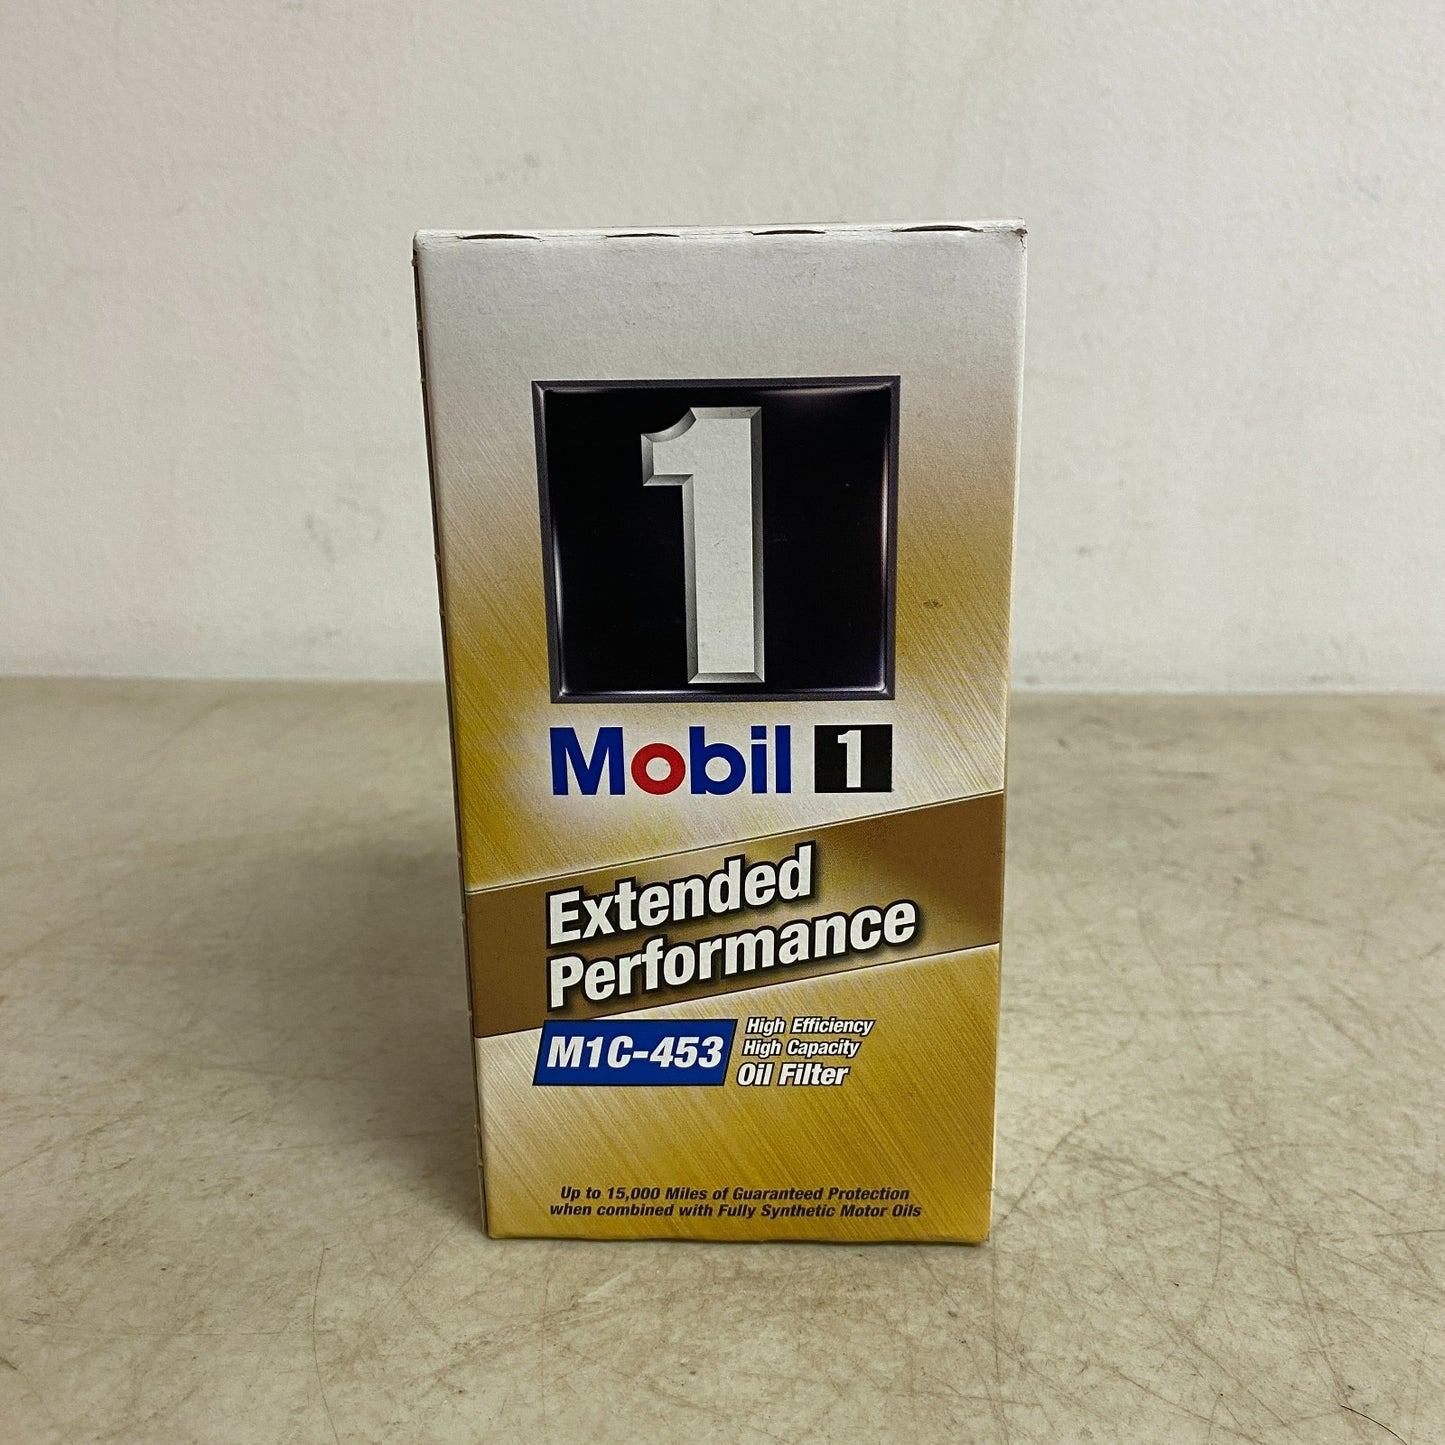 1
Mobil 1
Extended
Performance
M1C-453
High Efficiency
High Capacity
Oil Filter
Up to 15,000 Miles of Guaranteed Protection
when combined with Fully Synthetic Motor Oils